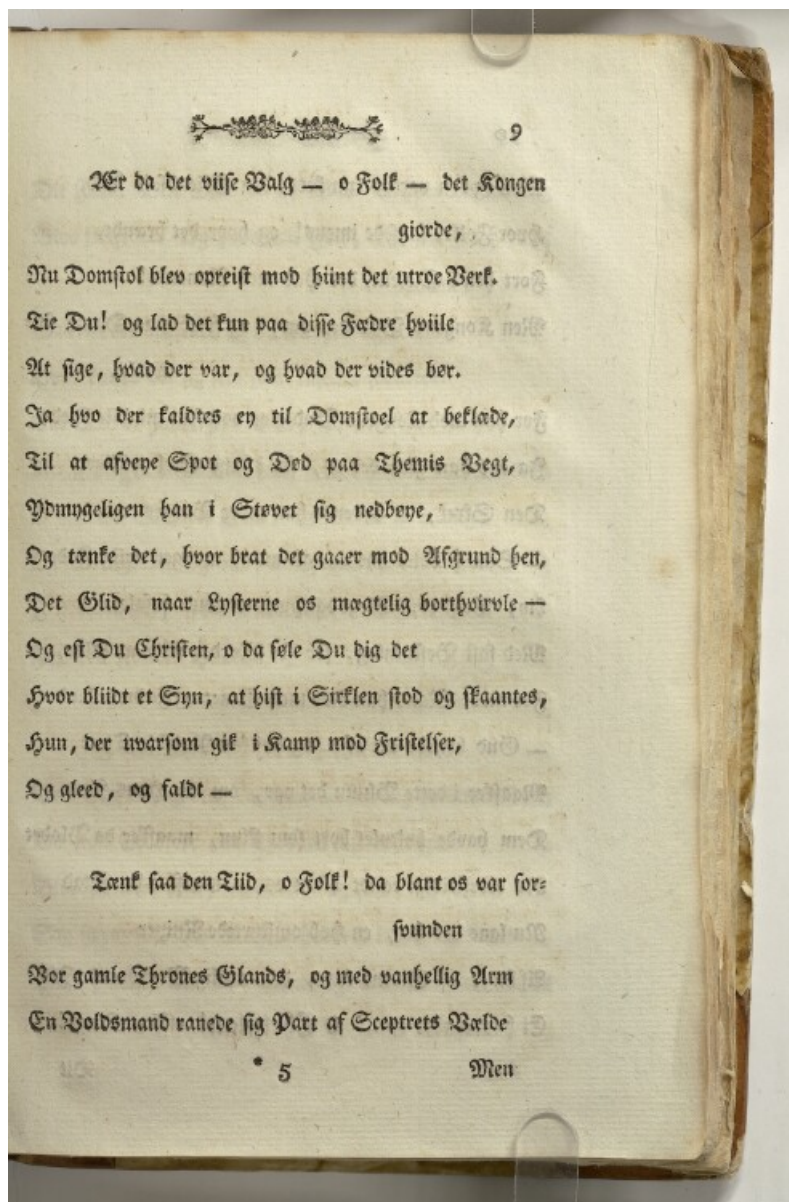 9
Ær da det viise Valg — o Folk — det Kongen
giorde,
Nu Domstol blev opreist mod hiint det utroe Verk.
Tie Du! og lad det kun paa disse Fædre hviile
At sige, hvad der var, og hvad der vides bør.
Ja hvo der kaldtes ey til Domstoel at beklæde,
Til at afveye Spot og Død paa Themis Vegt,
Ydmygeligen han i Støvet sig nedbøye,
Og tænke det, hvor brat det gaaer mod Afgrund hen,
Det Glid, naar Lysterne os mægtelig borthvirvle —
Og est Du Christen, o da føle Du dig det
Hvor bliidt et Syn, at hist i Sirklen stod og skaantes,
Hun, der uvarsom gik i Kamp mod Fristelser,
Og gleed, og faldt —
Tænk saa den Tiid, o Folk! da blant os var for-
svunden
Vor gamle Thrones Glands, og med vanhellig Arm
En Voldsmand ranede sig Part af Sceptrets Vælde
* 5 Men